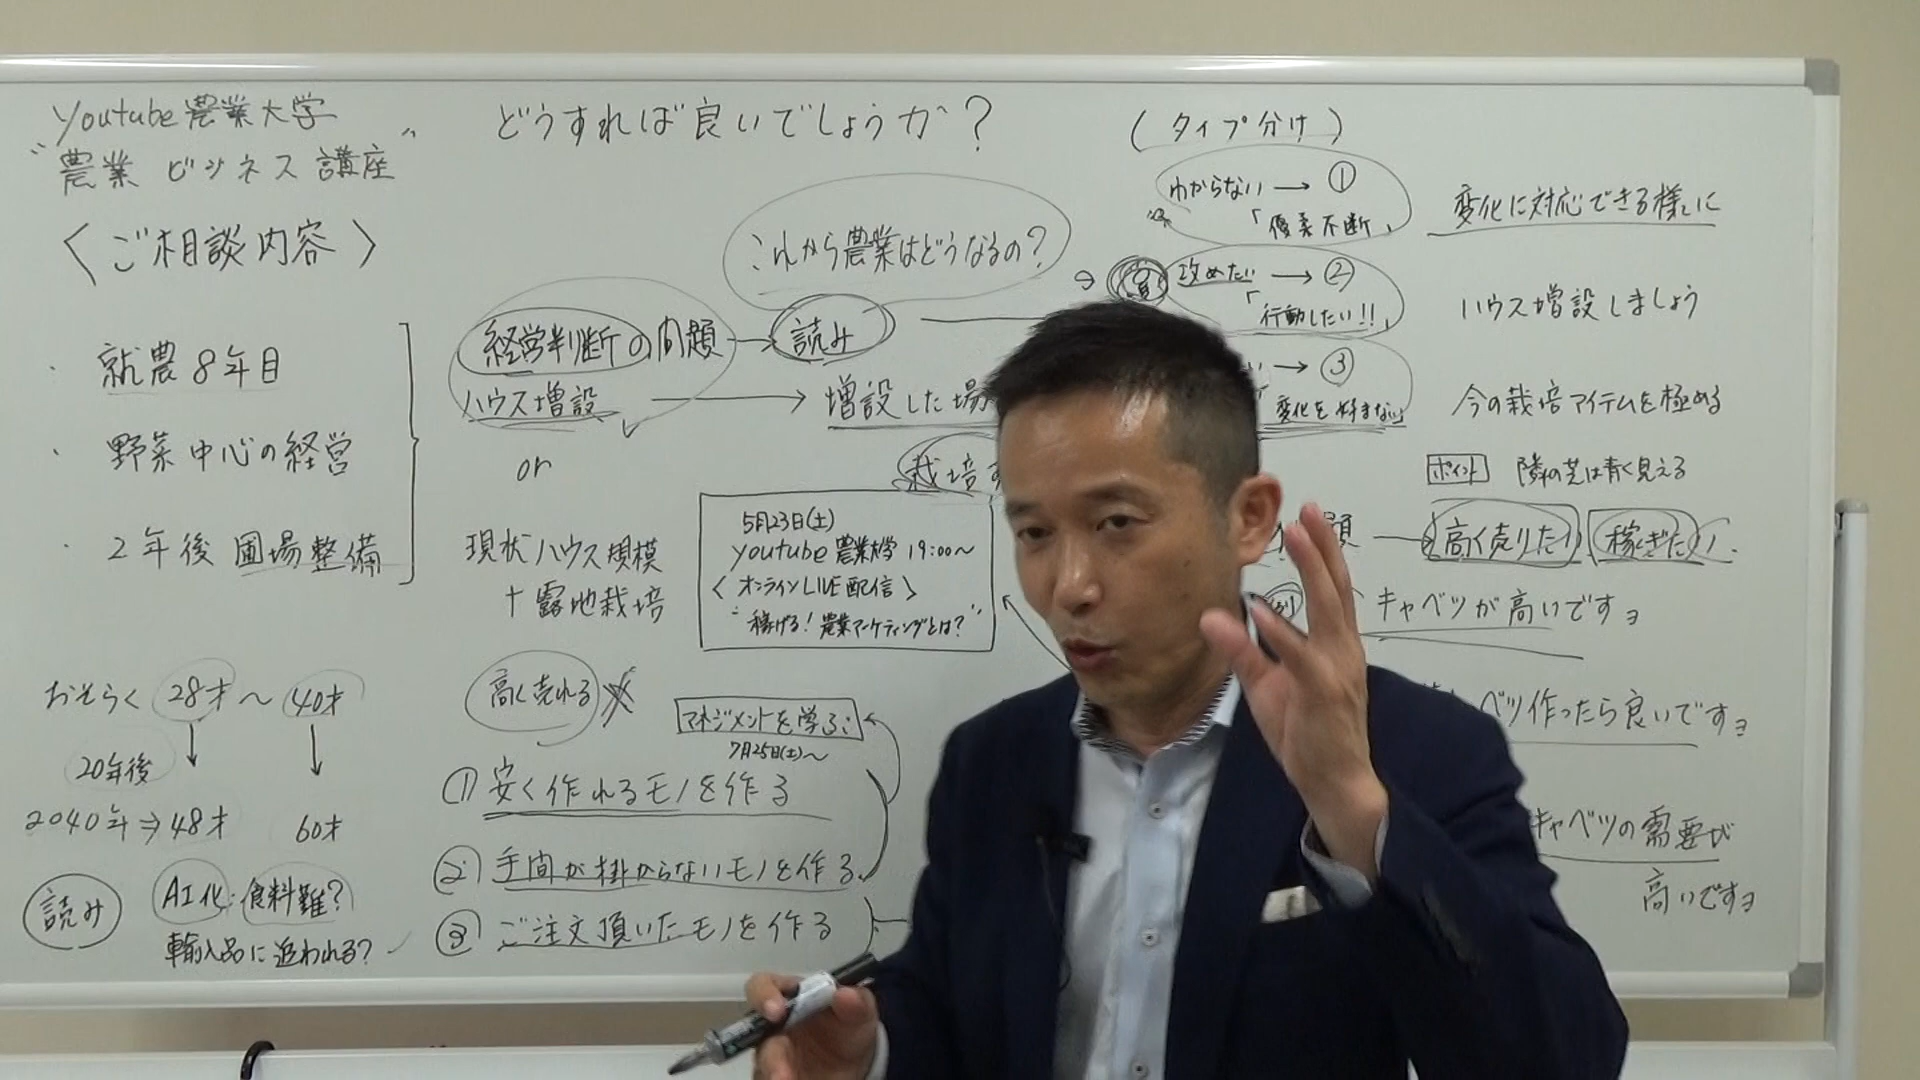 Youtube農業大学
"農業 ビジネス 講座"
〈ご相談内容〉
・就農8年目
・野菜中心の経営
・2年後 圃場整備
おそらく 28才 ～ 40才
20年後
2040年⇒48才 60才
読み
AI化:食料難?
輸入品に追われる?
どうすれば良いでしょうか?
これから農業はどうなるの?
経営判断の問題→読み
ハウス増設 → 増設した場
or
栽培
現状ハウス規模
+露地栽培
5月23日(土)
youtube農業大学 19:00～
〈オンラインLIVE配信〉
"稼げる!農業マーケティングとは?"
高く売れる
マネジメントを学ぶ
7月25日(土)～
① 安く作れるモノを作る
② 手間が掛からないモノを作る
③ ご注文頂いたモノを作る
(タイプ分け)
わからない→①
「優柔不断」
攻めたい→②
「行動したい!!」
い→③
変化を好まない」
変化に対応できる様に
ハウス増設しましょう
今の栽培アイテムを極める
ポイント 隣の芝は青く見える
題→高く売りたい 稼ぎたい
例 キャベツが高いですョ
ベツ作ったら良いですョ
キャベツの需要が
高いですョ